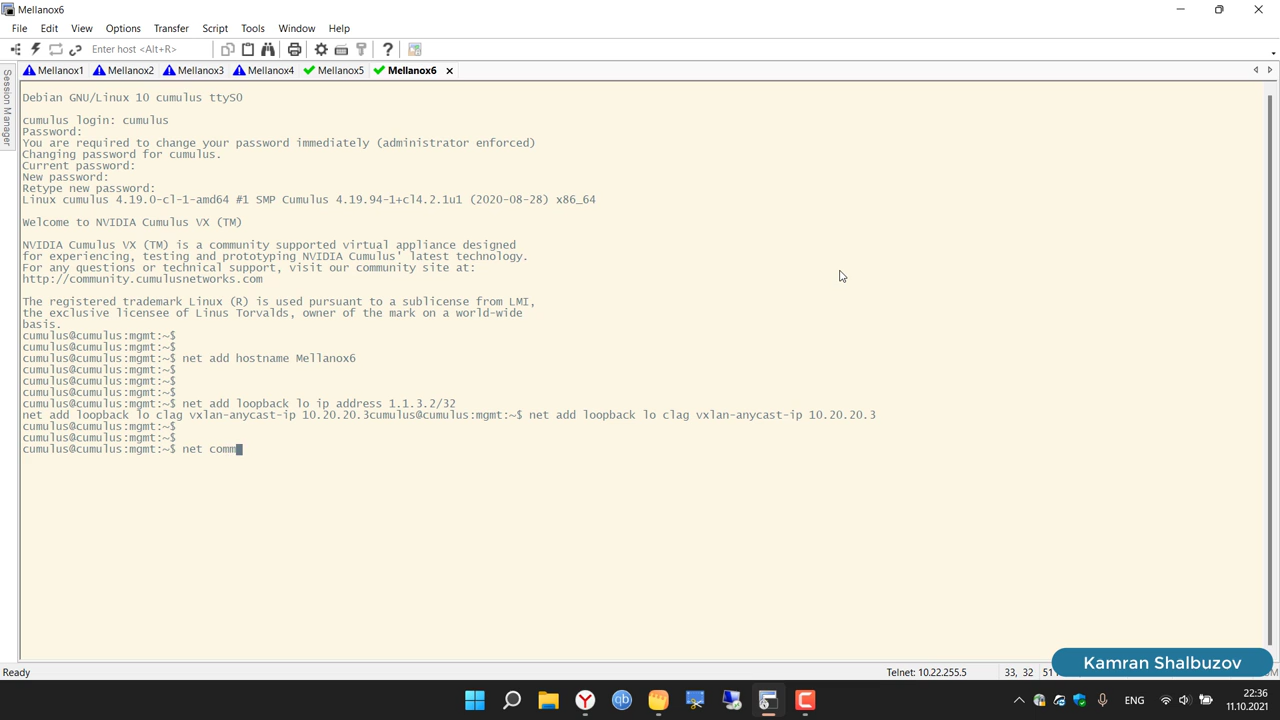 Mellanox6
File Edit View Options Transfer Script Tools Window Help
Enter host <Alt+R>
Session Manager
Mellanox1 Mellanox2 Mellanox3 Mellanox4 Mellanox5 Mellanox6
Debian GNU/Linux 10 cumulus ttyS0
cumulus login: cumulus
Password:
You are required to change your password immediately (administrator enforced)
Changing password for cumulus.
Current password:
New password:
Retype new password:
Linux cumulus 4.19.0-cl-1-amd64 #1 SMP Cumulus 4.19.94-1+cl4.2.1u1 (2020-08-28) x86_64
Welcome to NVIDIA Cumulus VX (TM)
NVIDIA Cumulus VX (TM) is a community supported virtual appliance designed
for experiencing, testing and prototyping NVIDIA Cumulus' latest technology.
For any questions or technical support, visit our community site at:
http://community.cumulusnetworks.com
The registered trademark Linux (R) is used pursuant to a sublicense from LMI,
the exclusive licensee of Linus Torvalds, owner of the mark on a world-wide
basis.
cumulus@cumulus:mgmt:~$
cumulus@cumulus:mgmt:~$
cumulus@cumulus:mgmt:~$ net add hostname Mellanox6
cumulus@cumulus:mgmt:~$
cumulus@cumulus:mgmt:~$
cumulus@cumulus:mgmt:~$
cumulus@cumulus:mgmt:~$ net add loopback lo ip address 1.1.3.2/32
net add loopback lo clag vxlan-anycast-ip 10.20.20.3cumulus@cumulus:mgmt:~$ net add loopback lo clag vxlan-anycast-ip 10.20.20.3
cumulus@cumulus:mgmt:~$
cumulus@cumulus:mgmt:~$
cumulus@cumulus:mgmt:~$ net comm
Kamran Shalbuzov
Ready Telnet: 10.22.255.5 33, 32 51
ENG
22:36
11.10.2021